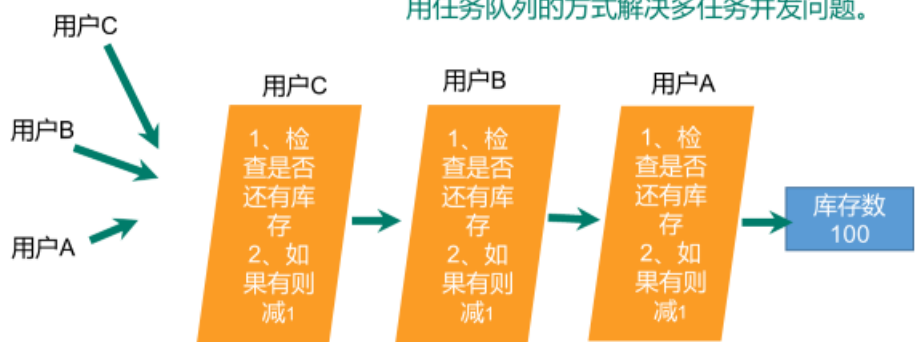 用任务队列的方式解决多任务并发问题。
用户C
用户B
用户A
用户C
1、检
查是否
还有库
存
2、如
果有则
减1
用户B
1、检
查是否
还有库
存
2、如
果有则
减1
用户A
1、检
查是否
还有库
存
2、如
果有则
减1
库存数
100